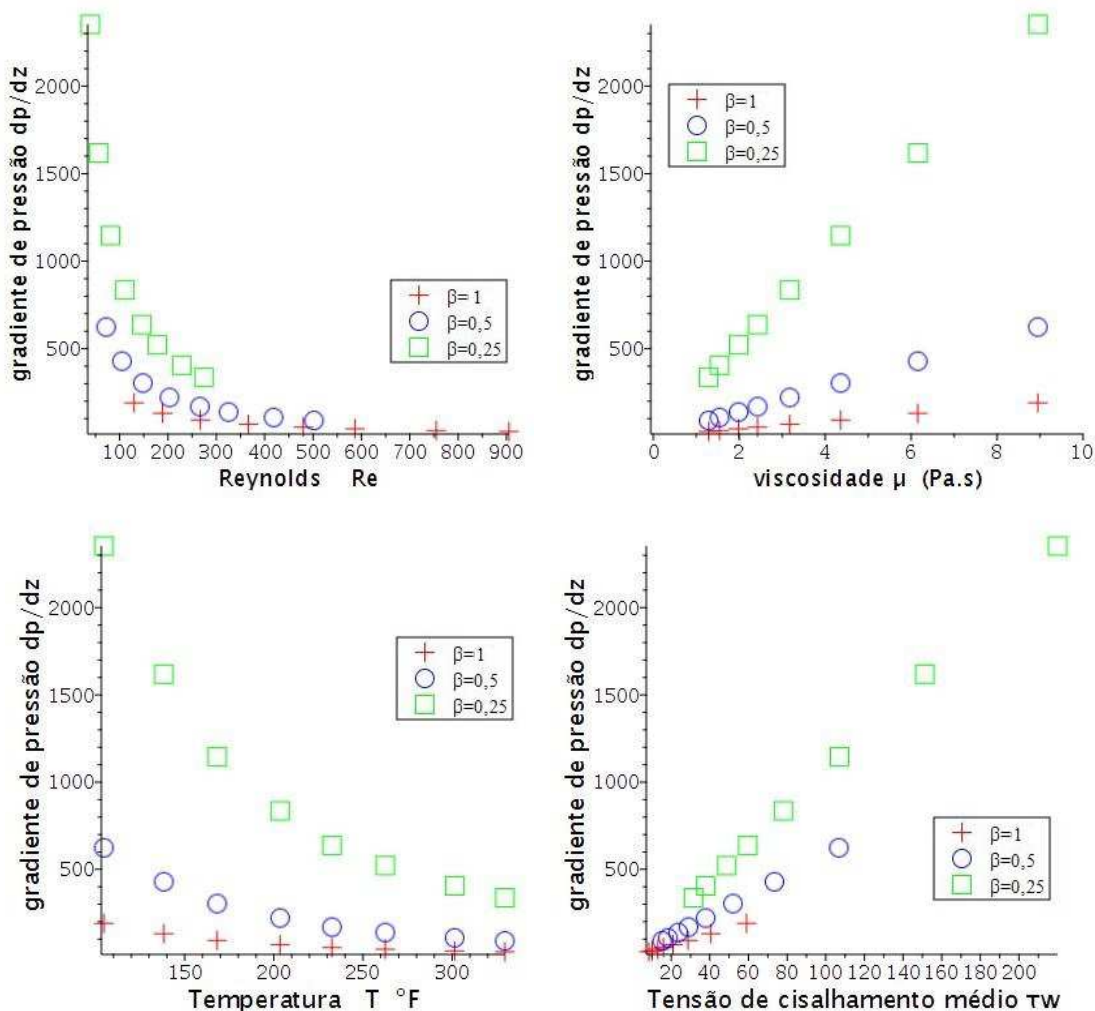 gradiente de pressão dp/dz
2000
1500
1000
500
β= 1
β=0,5
β=0,25
100 200 300 400 500 600 700 800 900
Reynolds Re
gradiente de pressão dp/dz
2000
1500
1000
500
β=1
β=0,5
β=0,25
0 2 4 6 8 10
viscosidade μ (Pa.s)
gradiente de pressão dp/dz
2000
1500
1000
500
β=1
β=0,5
β=0,25
150 200 250 300
Temperatura T °F
gradiente de pressão dp/dz
2000
1500
1000
500
β=1
β=0,5
β=0,25
20 40 60 80 100 120 140 160 180 200
Tensão de cisalhamento médio τw